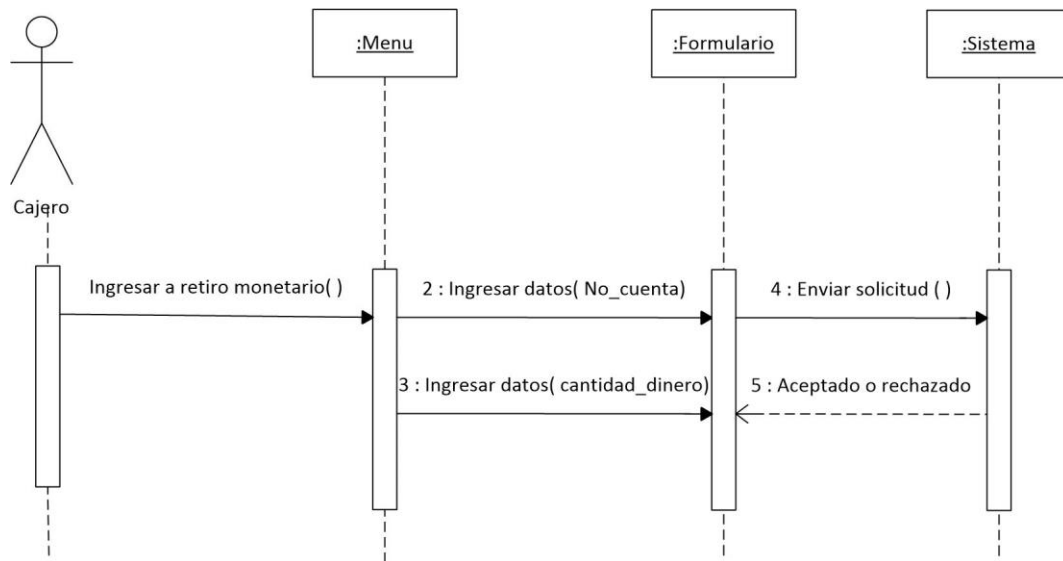 :Menu
:Formulario
:Sistema
Cajero
Ingresar a retiro monetario( )
2 : Ingresar datos( No_cuenta)
4 : Enviar solicitud ( )
3 : Ingresar datos( cantidad_dinero)
5 : Aceptado o rechazado